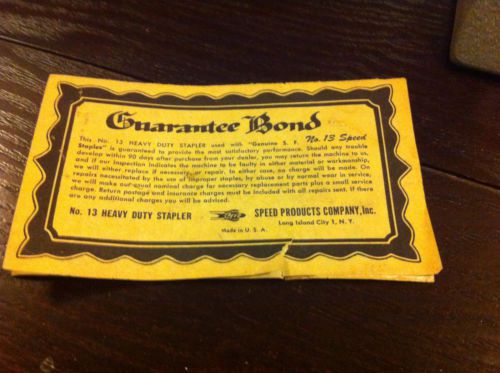 Guarantee Bond
This No. 13 HEAVY DUTY STAPLER used with "Genuine S. F. No. 13 Speed
Staples" is guaranteed to provide the most satisfactory performance. Should any trouble
develop within 90 days after purchase from your dealer, you may return the machine to us,
and if our inspection indicates the machine to be faulty in either material or workmanship,
we will either replace if necessary, or repair. In either case, no charge will be made. On
repairs necessitated by the use of improper staples, by abuse or by normal wear in service,
we will make our usual nominal charge for necessary replacement parts plus a small service
charge. Return postage and insurance charges must be included with all repairs sent. If there
are any additional charges you will be advised.
No. 13 HEAVY DUTY STAPLER SPEED PRODUCTS COMPANY, Inc.
Long Island City 1, N. Y.
Made in U. S. A.